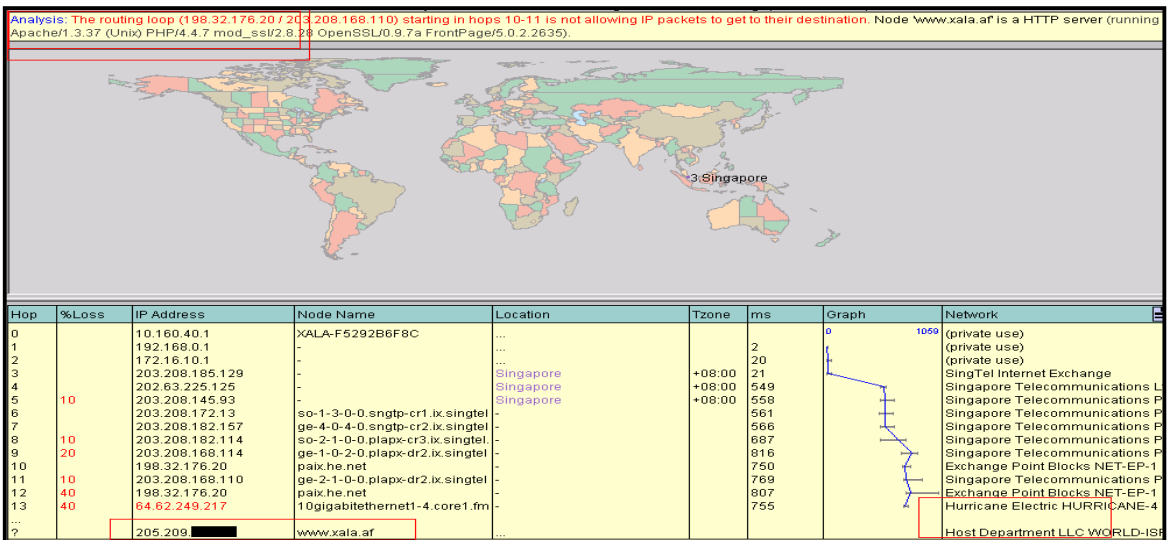 Analysis: The routing loop (198.32.176.20 / 203.208.168.110) starting in hops 10-11 is not allowing IP packets to get to their destination. Node 'www.xala.af' is a HTTP server (running
Apache/1.3.37 (Unix) PHP/4.4.7 mod_ssl/2.8.28 OpenSSL/0.9.7a FrontPage/5.0.2.2635).
3:Singapore
Hop %Loss IP Address Node Name Location Tzone ms Graph Network
0 10.160.40.1 XALA-F5292B6F8C ... 0 1059 (private use)
1 192.168.0.1 - ... 2 (private use)
2 172.16.10.1 - ... 20 (private use)
3 203.208.185.129 - Singapore +08:00 21 SingTel Internet Exchange
4 202.63.225.125 - Singapore +08:00 549 Singapore Telecommunications L
5 10 203.208.145.93 - Singapore +08:00 558 Singapore Telecommunications P
6 203.208.172.13 so-1-3-0-0.sngtp-cr1.ix.singtel - 561 Singapore Telecommunications P
7 203.208.182.157 ge-4-0-4-0.sngtp-cr2.ix.singtel - 566 Singapore Telecommunications P
8 10 203.208.182.114 so-2-1-0-0.plapx-cr3.ix.singtel. - 687 Singapore Telecommunications P
9 20 203.208.168.114 ge-1-0-2-0.plapx-dr2.ix.singtel - 816 Singapore Telecommunications P
10 198.32.176.20 paix.he.net - 750 Exchange Point Blocks NET-EP-1
11 10 203.208.168.110 ge-2-1-0-0.plapx-dr2.ix.singtel - 769 Singapore Telecommunications P
12 40 198.32.176.20 paix.he.net - 807 Exchange Point Blocks NET-EP-1
13 40 64.62.249.217 10gigabitethernet1-4.core1.fm - 755 Hurricane Electric HURRICANE-4
...
? 205.209. www.xala.af ... Host Department LLC WORLD-ISF